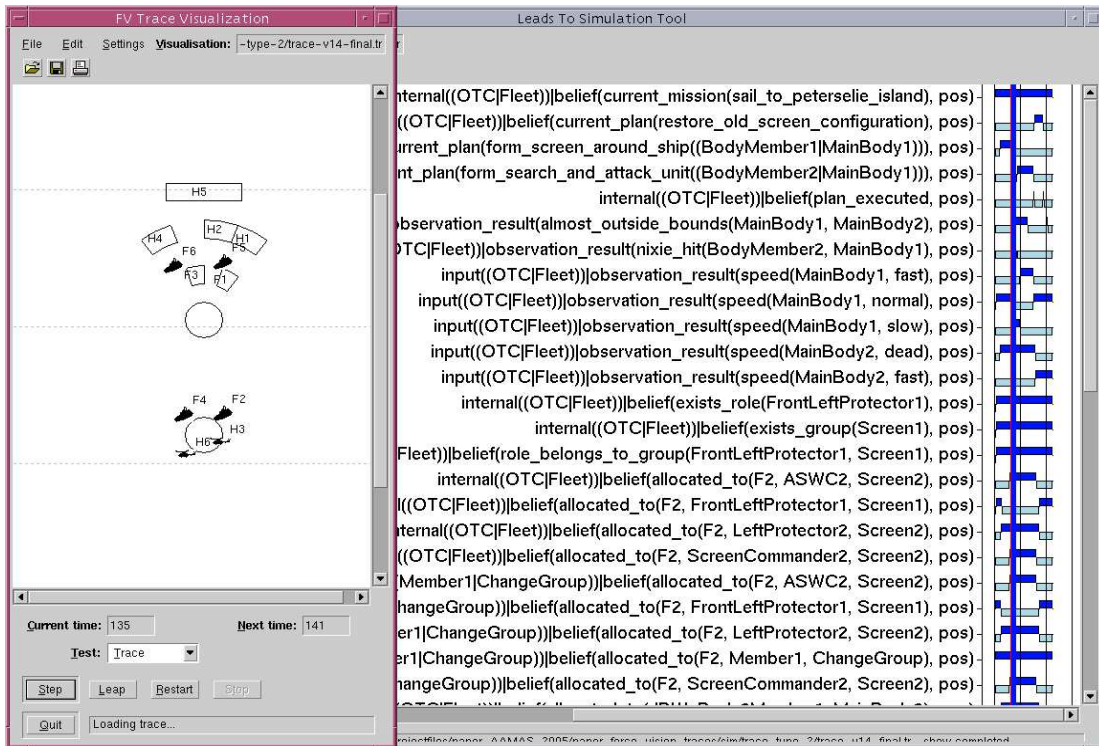 FV Trace Visualization
File Edit Settings Visualisation: -type-2/trace-v14-final.tr
H5
H4 H2 H1
F6 F5
F3 F1
F4 F2
H3
H6
Current time: 135 Next time: 141
Test: Trace
Step Leap Restart Stop
Quit Loading trace...
Leads To Simulation Tool
internal((OTC|Fleet))|belief(current_mission(sail_to_peterselie_island), pos)
((OTC|Fleet))|belief(current_plan(restore_old_screen_configuration), pos)
urrent_plan(form_screen_around_ship((BodyMember1|MainBody1))), pos)
nt_plan(form_search_and_attack_unit((BodyMember2|MainBody1))), pos)
internal((OTC|Fleet))|belief(plan_executed, pos)
observation_result(almost_outside_bounds(MainBody1, MainBody2), pos)
OTC|Fleet))|observation_result(nixie_hit(BodyMember2, MainBody1), pos)
input((OTC|Fleet))|observation_result(speed(MainBody1, fast), pos)
input((OTC|Fleet))|observation_result(speed(MainBody1, normal), pos)
input((OTC|Fleet))|observation_result(speed(MainBody1, slow), pos)
input((OTC|Fleet))|observation_result(speed(MainBody2, dead), pos)
input((OTC|Fleet))|observation_result(speed(MainBody2, fast), pos)
internal((OTC|Fleet))|belief(exists_role(FrontLeftProtector1), pos)
internal((OTC|Fleet))|belief(exists_group(Screen1), pos)
Fleet))|belief(role_belongs_to_group(FrontLeftProtector1, Screen1), pos)
internal((OTC|Fleet))|belief(allocated_to(F2, ASWC2, Screen2), pos)
l((OTC|Fleet))|belief(allocated_to(F2, FrontLeftProtector1, Screen1), pos)
nternal((OTC|Fleet))|belief(allocated_to(F2, LeftProtector2, Screen2), pos)
((OTC|Fleet))|belief(allocated_to(F2, ScreenCommander2, Screen2), pos)
(Member1|ChangeGroup))|belief(allocated_to(F2, ASWC2, Screen2), pos)
ChangeGroup))|belief(allocated_to(F2, FrontLeftProtector1, Screen1), pos)
er1|ChangeGroup))|belief(allocated_to(F2, LeftProtector2, Screen2), pos)
er1|ChangeGroup))|belief(allocated_to(F2, Member1, ChangeGroup), pos)
hangeGroup))|belief(allocated_to(F2, ScreenCommander2, Screen2), pos)